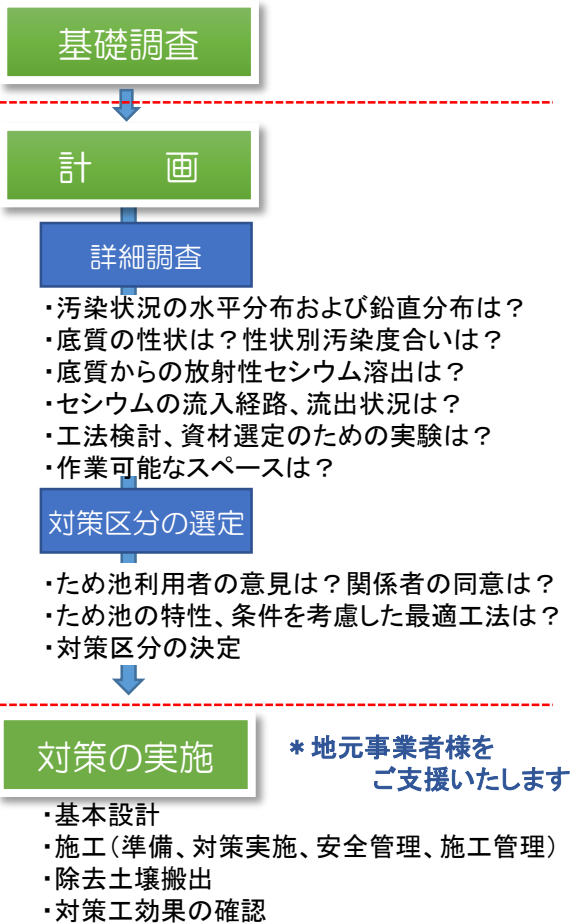 基礎調査
計　画
詳細調査
・汚染状況の水平分布および鉛直分布は？
・底質の性状は？性状別汚染度合いは？
・底質からの放射性セシウム溶出は？
・セシウムの流入経路、流出状況は？
・工法検討、資材選定のための実験は？
・作業可能なスペースは？
対策区分の選定
・ため池利用者の意見は？関係者の同意は？
・ため池の特性、条件を考慮した最適工法は？
・対策区分の決定
対策の実施
＊地元事業者様を
ご支援いたします
・基本設計
・施工（準備、対策実施、安全管理、施工管理）
・除去土壌搬出
・対策工効果の確認